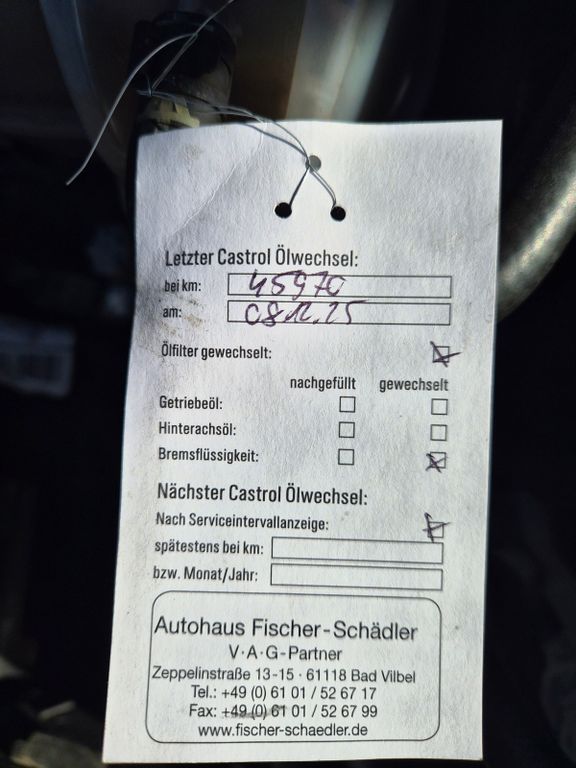 Letzter Castrol Ölwechsel:
bei km: 45970
am: 08.12.25
Ölfilter gewechselt:
nachgefüllt gewechselt
Getriebeöl:
Hinterachsöl:
Bremsflüssigkeit:
Nächster Castrol Ölwechsel:
Nach Serviceintervallanzeige:
spätestens bei km:
bzw. Monat/Jahr:
Autohaus Fischer-Schädler
V·A·G-Partner
Zeppelinstraße 13-15 · 61118 Bad Vilbel
Tel.: +49 (0) 61 01 / 52 67 17
Fax: +49 (0) 61 01 / 52 67 99
www.fischer-schaedler.de